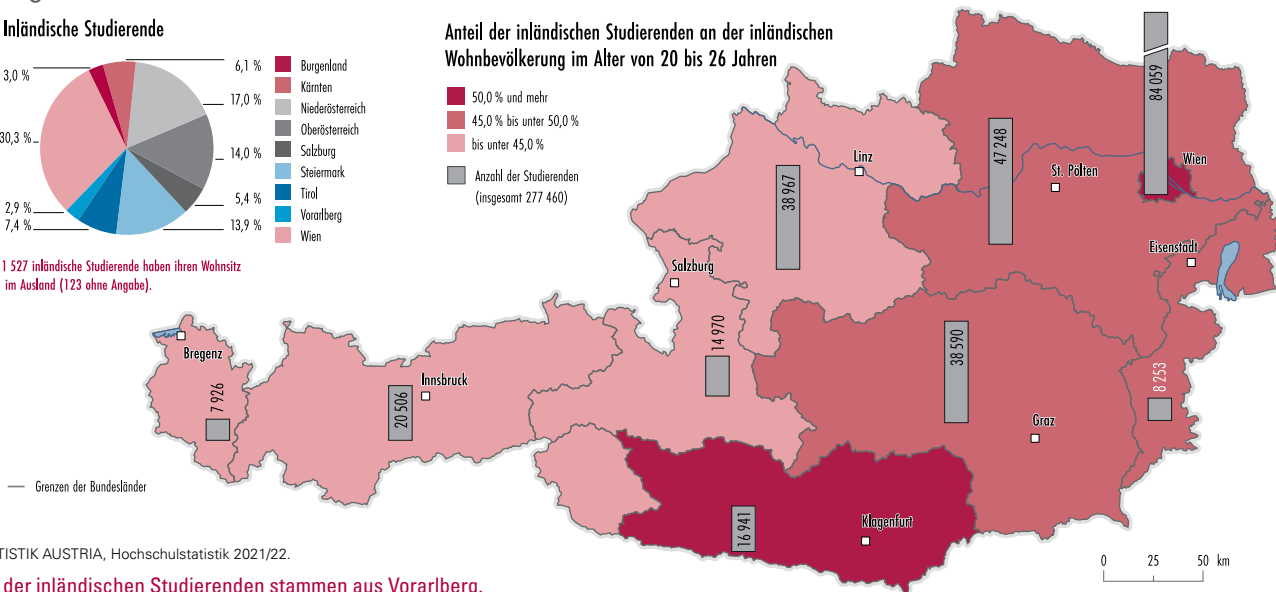 Inländische Studierende
3,0 %
30,3 %
2,9 %
7,4 %
6,1 %
17,0 %
14,0 %
5,4 %
13,9 %
Burgenland
Kärnten
Niederösterreich
Oberösterreich
Salzburg
Steiermark
Tirol
Vorarlberg
Wien
1 527 inländische Studierende haben ihren Wohnsitz
im Ausland (123 ohne Angabe).
Anteil der inländischen Studierenden an der inländischen
Wohnbevölkerung im Alter von 20 bis 26 Jahren
50,0 % und mehr
45,0 % bis unter 50,0 %
bis unter 45,0 %
Anzahl der Studierenden
(insgesamt 277 460)
84 059
47 248
Wien
Linz
St. Pölten
38 967
Eisenstadt
Salzburg
14 970
38 590
8 253
Bregenz
7 926
Innsbruck
20 506
Graz
16 941
Klagenfurt
Grenzen der Bundesländer
0 25 50 km
TISTIK AUSTRIA, Hochschulstatistik 2021/22.
der inländischen Studierenden stammen aus Vorarlberg.